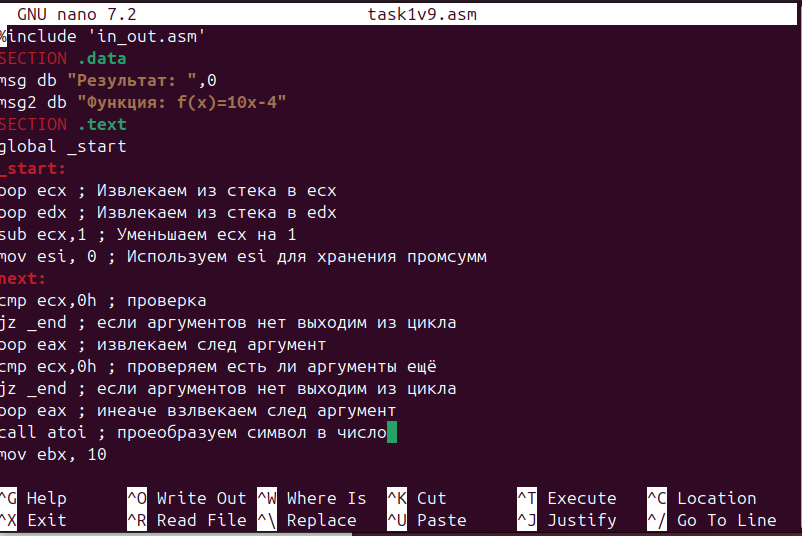 GNU nano 7.2 task1v9.asm
%include 'in_out.asm'
SECTION .data
msg db "Результат: ",0
msg2 db "Функция: f(x)=10x-4"
SECTION .text
global _start
_start:
pop ecx ; Извлекаем из стека в ecx
pop edx ; Извлекаем из стека в edx
sub ecx,1 ; Уменьшаем ecx на 1
mov esi, 0 ; Используем esi для хранения промсумм
next:
cmp ecx,0h ; проверка
jz _end ; если аргументов нет выходим из цикла
pop eax ; извлекаем след аргумент
cmp ecx,0h ; проверяем есть ли аргументы ещё
jz _end ; если аргументов нет выходим из цикла
pop eax ; инеаче взлвекаем след аргумент
call atoi ; проеобразуем символ в число
mov ebx, 10
^G Help ^O Write Out ^W Where Is ^K Cut ^T Execute ^C Location
^X Exit ^R Read File ^\ Replace ^U Paste ^J Justify ^/ Go To Line